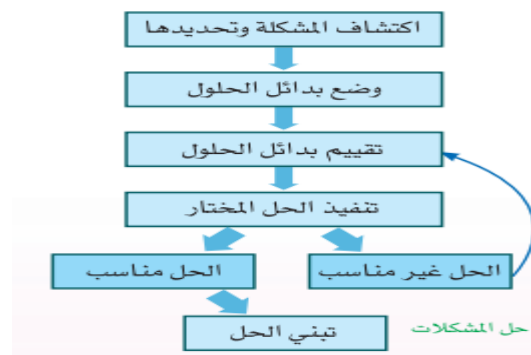 اكتشاف المشكلة وتحديدها
وضع بدائل الحلول
تقييم بدائل الحلول
تنفيذ الحل المختار
الحل غير مناسب
الحل مناسب
حل المشكلات
تبني الحل